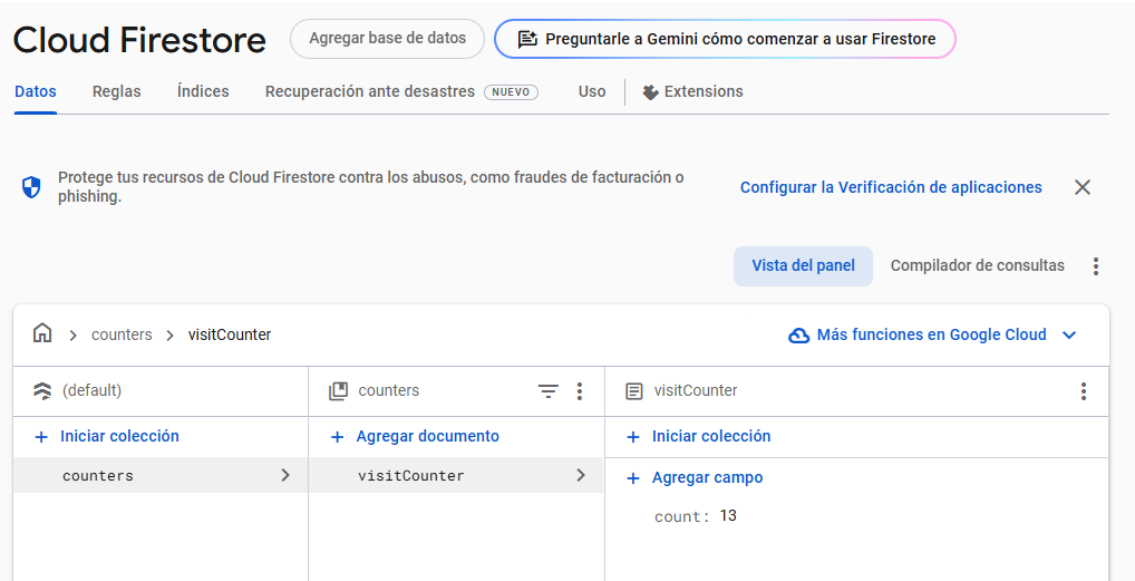 Cloud Firestore
Agregar base de datos
Preguntarle a Gemini cómo comenzar a usar Firestore
Datos
Reglas
Índices
Recuperación ante desastres
NUEVO
Uso
Extensions
Protege tus recursos de Cloud Firestore contra los abusos, como fraudes de facturación o
phishing.
Configurar la Verificación de aplicaciones
Vista del panel
Compilador de consultas
counters
visitCounter
Más funciones en Google Cloud
(default)
counters
visitCounter
+ Iniciar colección
+ Agregar documento
+ Iniciar colección
counters
visitCounter
+ Agregar campo
count: 13